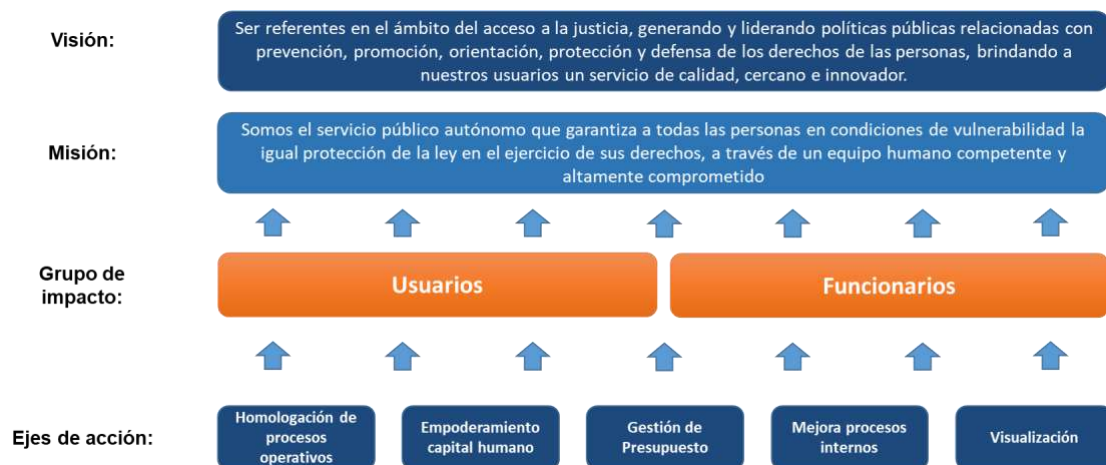 Visión:
Ser referentes en el ámbito del acceso a la justicia, generando y liderando políticas públicas relacionadas con
prevención, promoción, orientación, protección y defensa de los derechos de las personas, brindando a
nuestros usuarios un servicio de calidad, cercano e innovador.
Misión:
Somos el servicio público autónomo que garantiza a todas las personas en condiciones de vulnerabilidad la
igual protección de la ley en el ejercicio de sus derechos, a través de un equipo humano competente y
altamente comprometido
Grupo de
impacto:
Usuarios
Funcionarios
Ejes de acción:
Homologación de
procesos
operativos
Empoderamiento
capital humano
Gestión de
Presupuesto
Mejora procesos
internos
Visualización